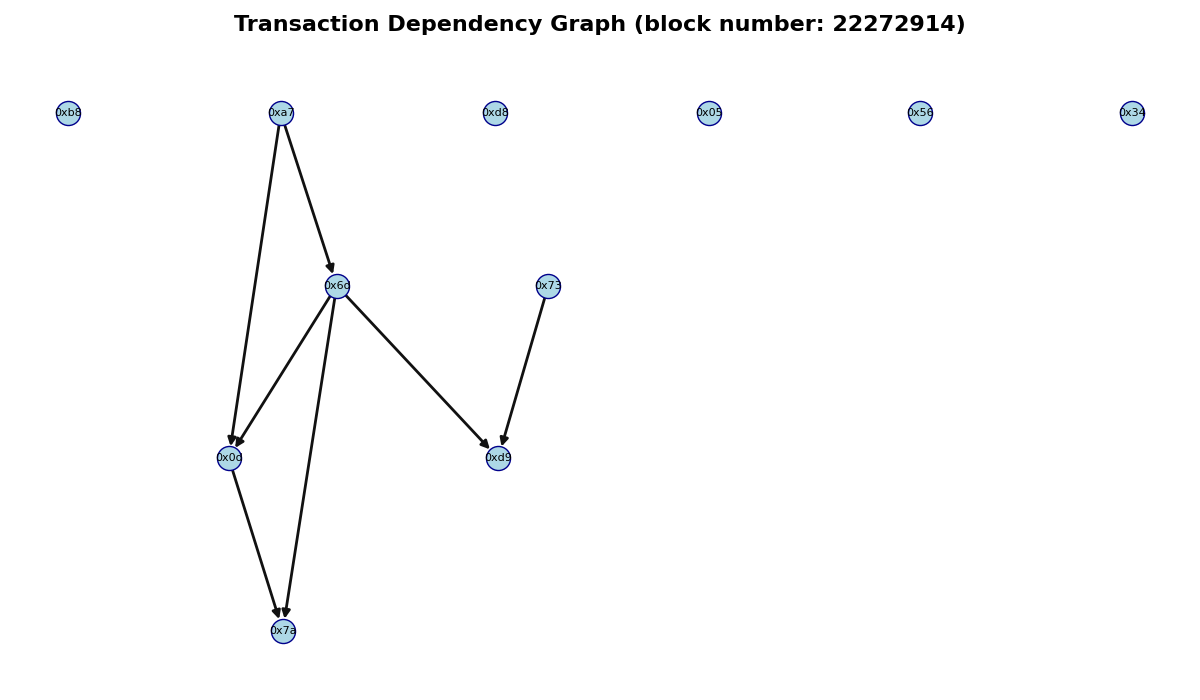 Transaction Dependency Graph (block number: 22272914)
0xb8
0xa7
0xd8
0x05
0x56
0x34
0x6d
0x73
0x0d
0xd9
0x7a